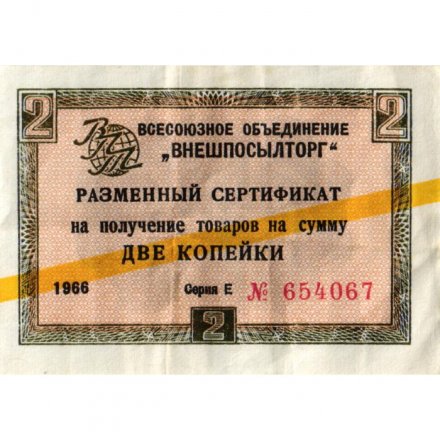 2 2
ВПТ
ВСЕСОЮЗНОЕ ОБЪЕДИНЕНИЕ
„ВНЕШПОСЫЛТОРГ“
РАЗМЕННЫЙ СЕРТИФИКАТ
на получение товаров на сумму
ДВЕ КОПЕЙКИ
1966 Серия Е № 654067
2